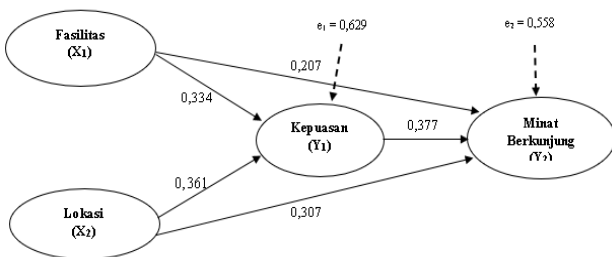 Fasilitas
(X₁)
e₁ = 0,629
e₂ = 0,558
0,207
0,334
Kepuasan
(Y₁)
0,377
Minat
Berkunjung
(Y₂)
0,361
0,307
Lokasi
(X₂)